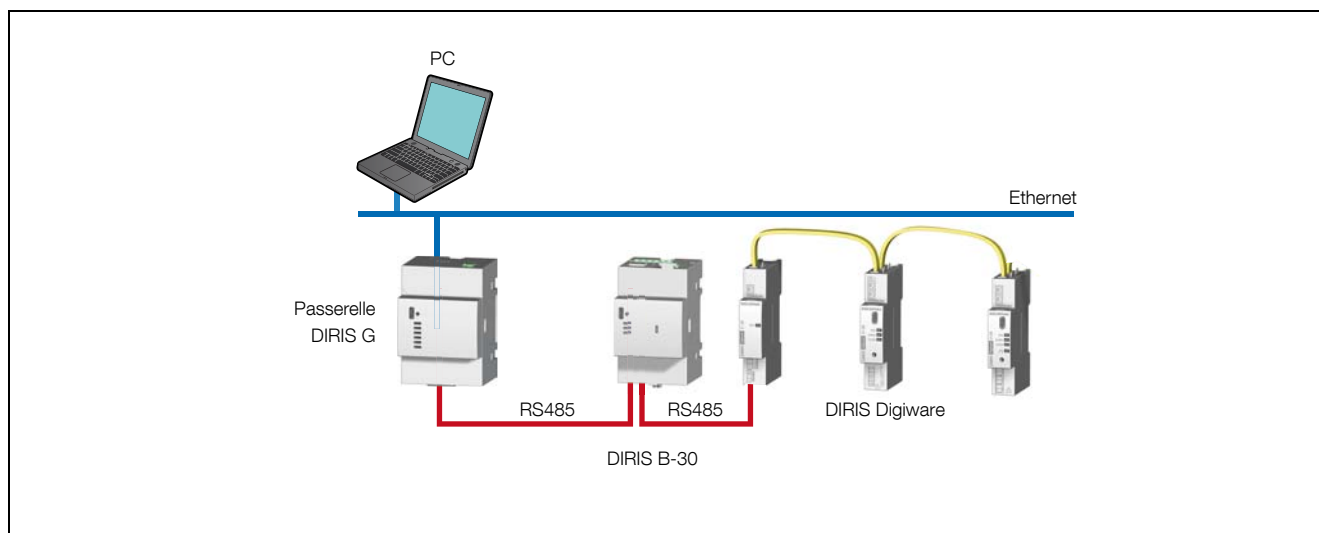 PC
Ethernet
Passerelle
DIRIS G
RS485
RS485
DIRIS Digiware
DIRIS B-30